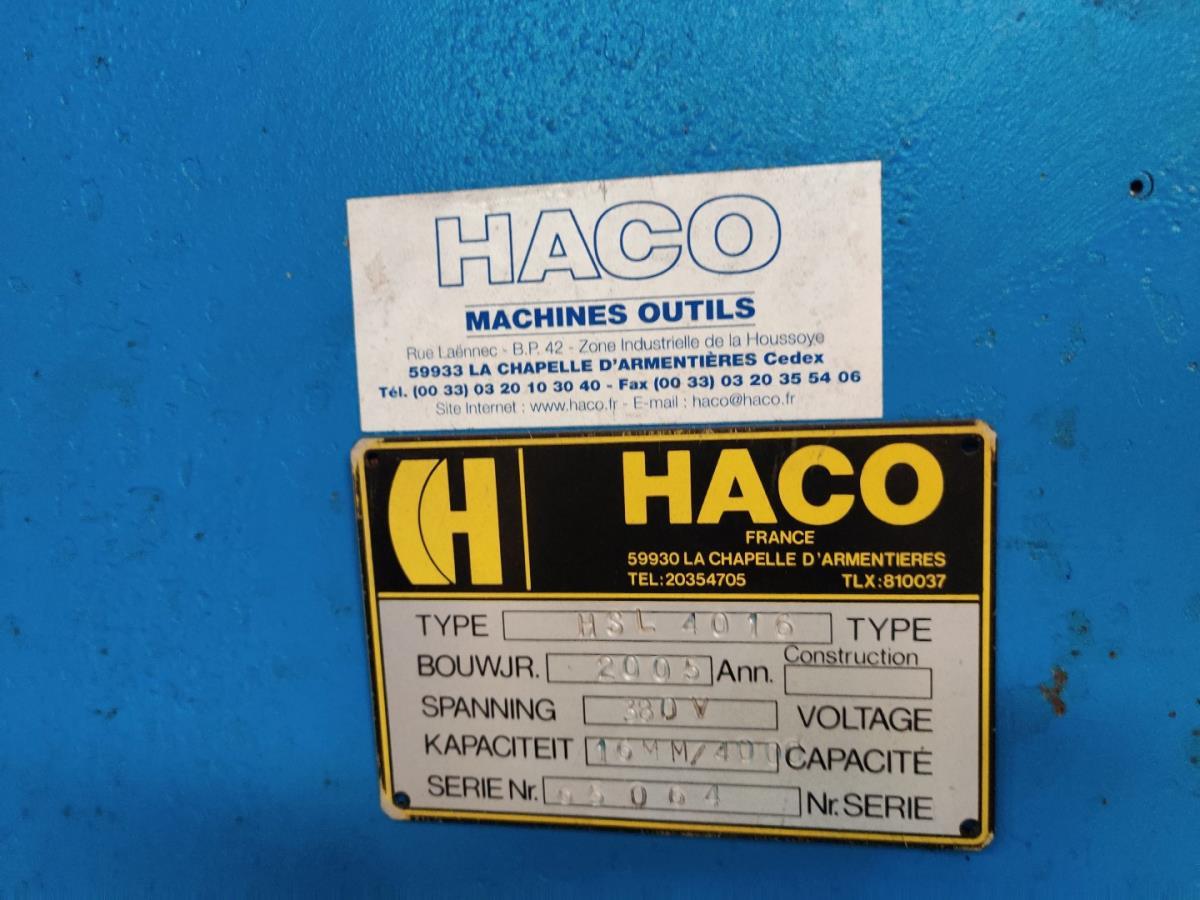 HACO
MACHINES OUTILS
Rue Laënnec - B.P. 42 - Zone Industrielle de la Houssoye
59933 LA CHAPELLE D'ARMENTIÈRES Cedex
Tél. (00 33) 03 20 10 30 40 - Fax (00 33) 03 20 35 54 06
Site Internet : www.haco.fr - E-mail : haco@haco.fr
H HACO
FRANCE
59930 LA CHAPELLE D'ARMENTIERES
TEL:20354705 TLX:810037
TYPE HSL 4016 TYPE
BOUWJR. 2005 Ann. Construction
SPANNING 380 V VOLTAGE
KAPACITEIT 16MM/4000 CAPACITÉ
SERIE Nr. Nr. SERIE